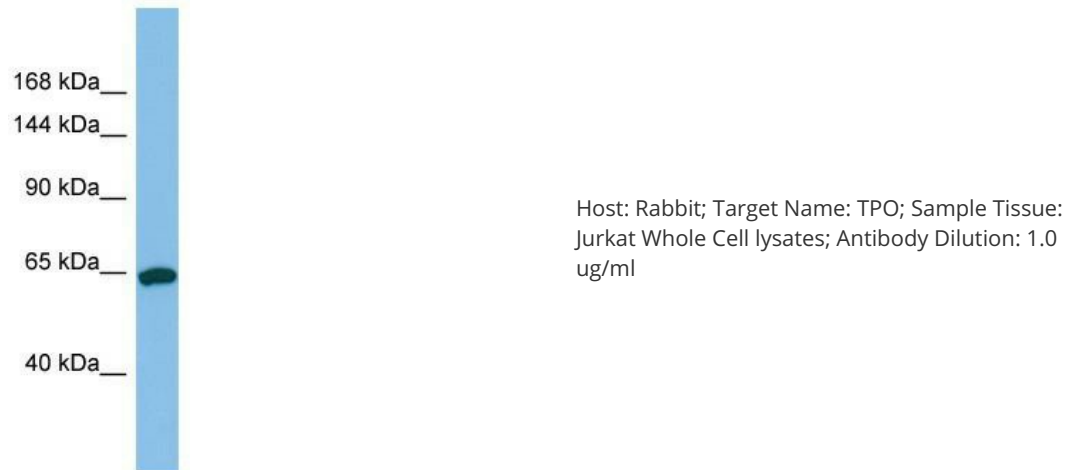 168 kDa
144 kDa
90 kDa
65 kDa
40 kDa
Host: Rabbit; Target Name: TPO; Sample Tissue:
Jurkat Whole Cell lysates; Antibody Dilution: 1.0
ug/ml